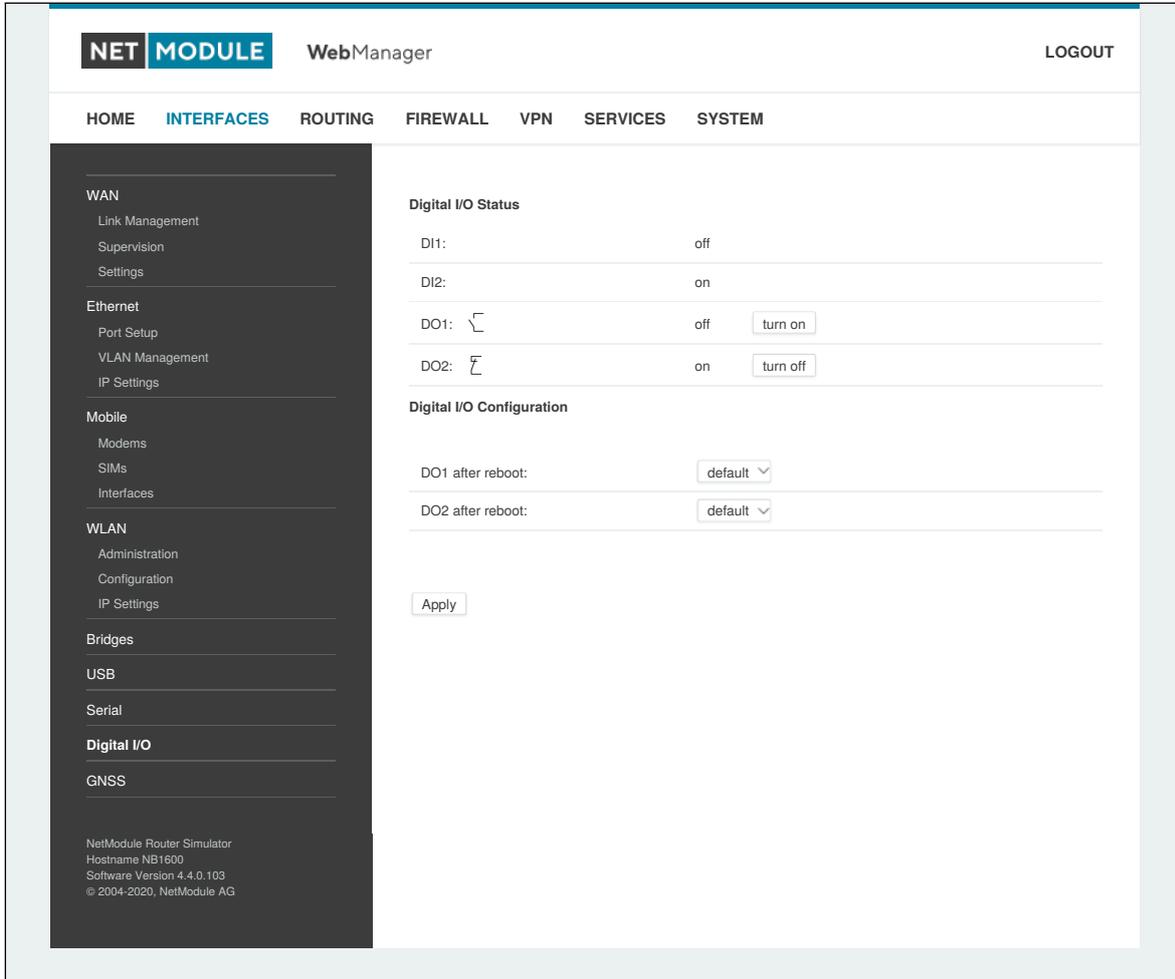 NET MODULE WebManager LOGOUT
HOME INTERFACES ROUTING FIREWALL VPN SERVICES SYSTEM
WAN
Link Management
Supervision
Settings
Ethernet
Port Setup
VLAN Management
IP Settings
Mobile
Modems
SIMs
Interfaces
WLAN
Administration
Configuration
IP Settings
Bridges
USB
Serial
Digital I/O
GNSS
NetModule Router Simulator
Hostname NB1600
Software Version 4.4.0.103
© 2004-2020, NetModule AG
Digital I/O Status
DI1: off
DI2: on
DO1: off turn on
DO2: on turn off
Digital I/O Configuration
DO1 after reboot: default
DO2 after reboot: default
Apply